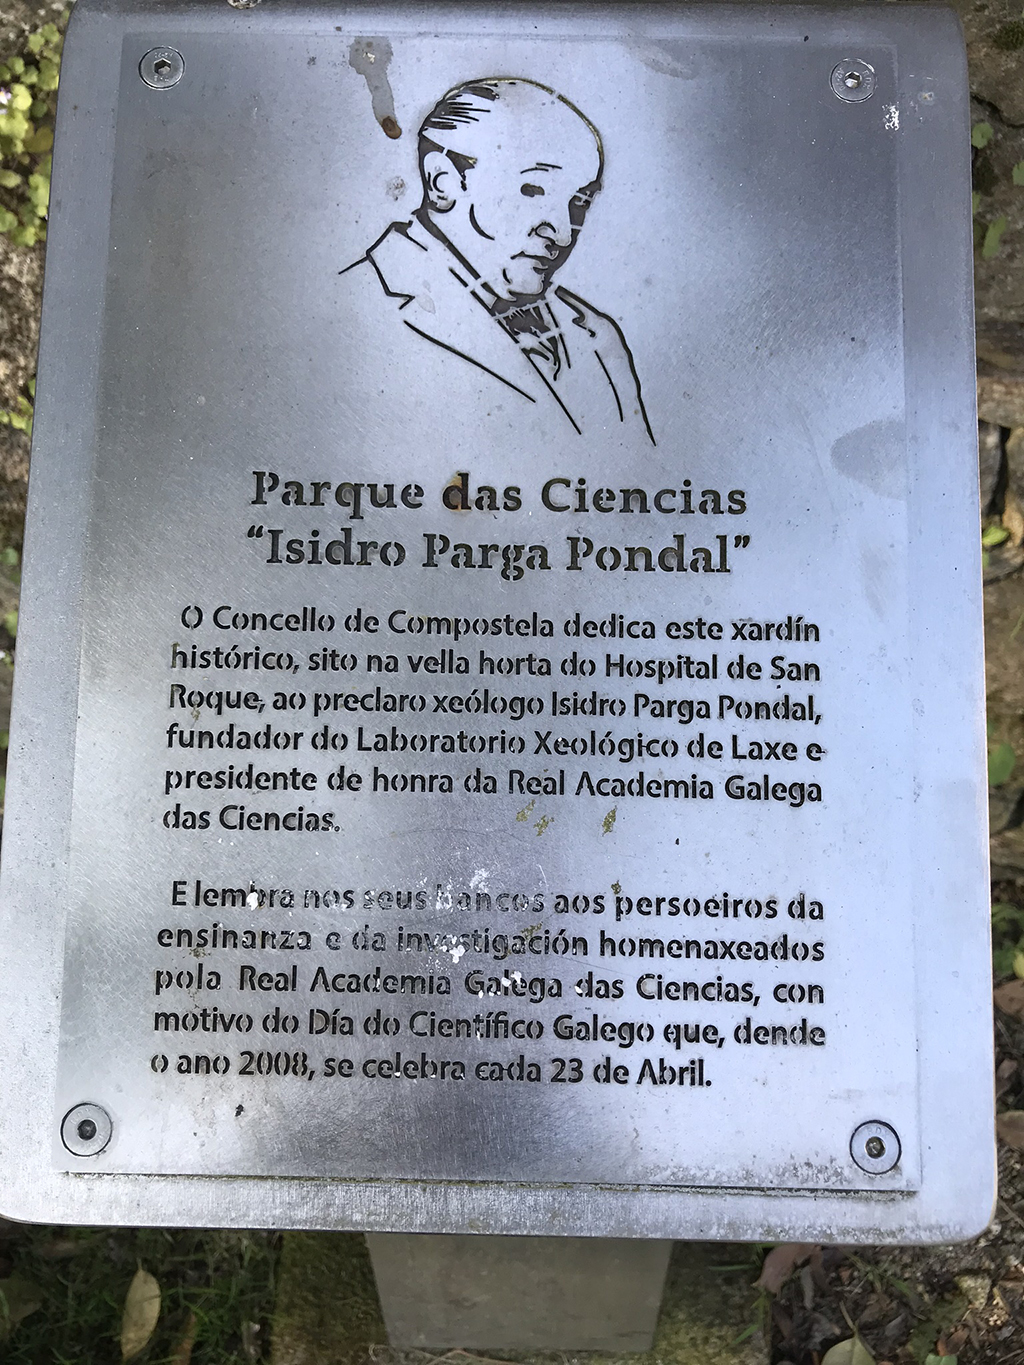 Parque das Ciencias
“Isidro Parga Pondal”
O Concello de Compostela dedica este xardín
histórico, sito na vella horta do Hospital de San
Roque, ao preclaro xeólogo Isidro Parga Pondal,
fundador do Laboratorio Xeológico de Laxe e
presidente de honra da Real Academia Galega
das Ciencias.
E lembra nos seus bancos aos persoeiros da
ensinanza e da investigación homenaxeados
pola Real Academia Galega das Ciencias, con
motivo do Día do Científico Galego que, dende
o ano 2008, se celebra cada 23 de Abril.